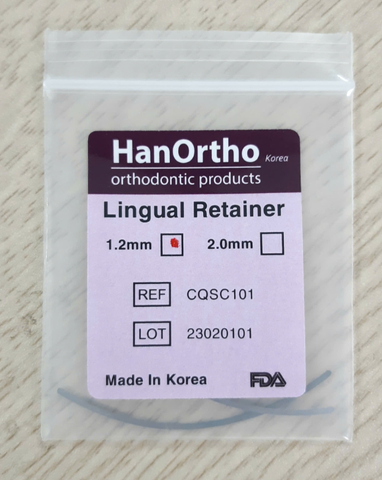 HanOrtho Korea
orthodontic products
Lingual Retainer
1.2mm 2.0mm
REF CQSC101
LOT 23020101
Made In Korea FDA